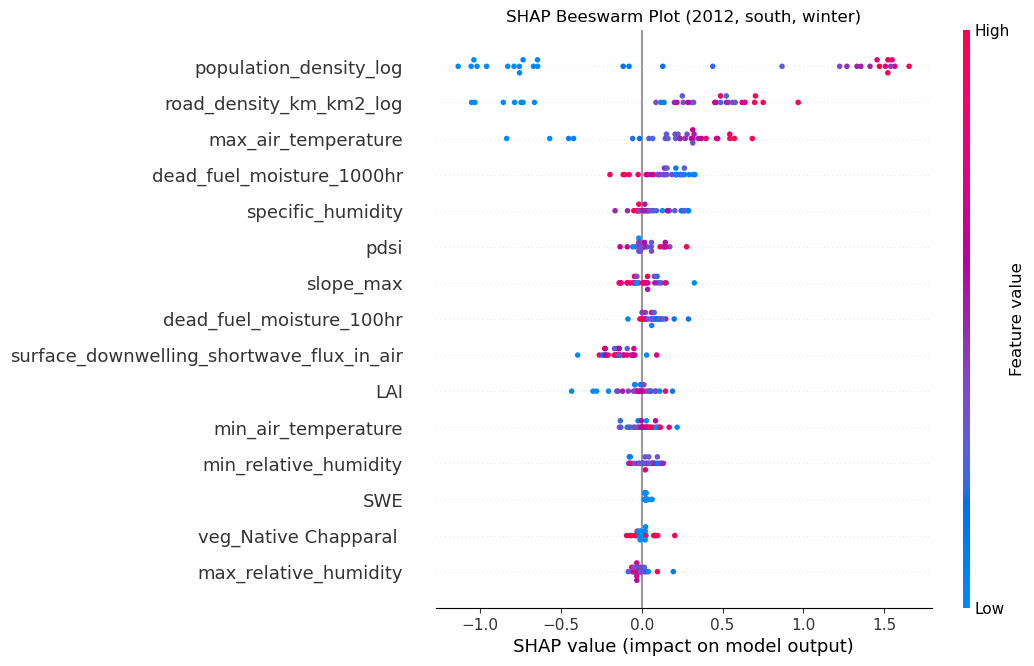 SHAP Beeswarm Plot (2012, south, winter)
High
population_density_log
road_density_km_km2_log
max_air_temperature
dead_fuel_moisture_1000hr
specific_humidity
pdsi
slope_max
dead_fuel_moisture_100hr
surface_downwelling_shortwave_flux_in_air
LAI
min_air_temperature
min_relative_humidity
SWE
veg_Native Chapparal
max_relative_humidity
Feature value
Low
−1.0 −0.5 0.0 0.5 1.0 1.5
SHAP value (impact on model output)